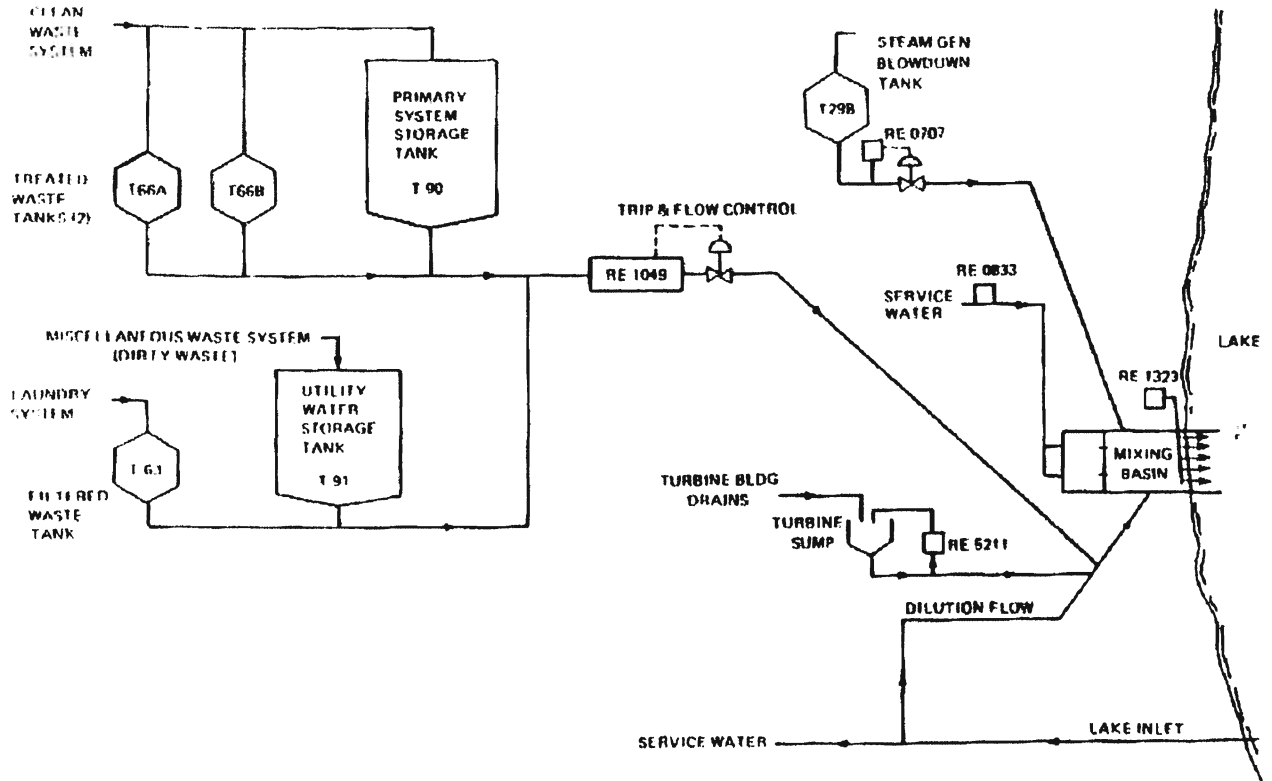 CLEAN
WASTE
SYSTEM
PRIMARY
SYSTEM
STORAGE
TANK
T 90
TREATED
WASTE
TANKS (2)
T66A
T66B
STEAM GEN
BLOWDOWN
TANK
T29B
RE 0707
TRIP & FLOW CONTROL
RE 1049
RE 0833
SERVICE
WATER
LAKE
RE 1323
MIXING
BASIN
MISCELLANEOUS WASTE SYSTEM
(DIRTY WASTE)
LAUNDRY
SYSTEM
UTILITY
WATER
STORAGE
TANK
T 91
FILTERED
WASTE
TANK
TURBINE BLDG
DRAINS
TURBINE
SUMP
RE 5211
DILUTION FLOW
LAKE INLET
SERVICE WATER